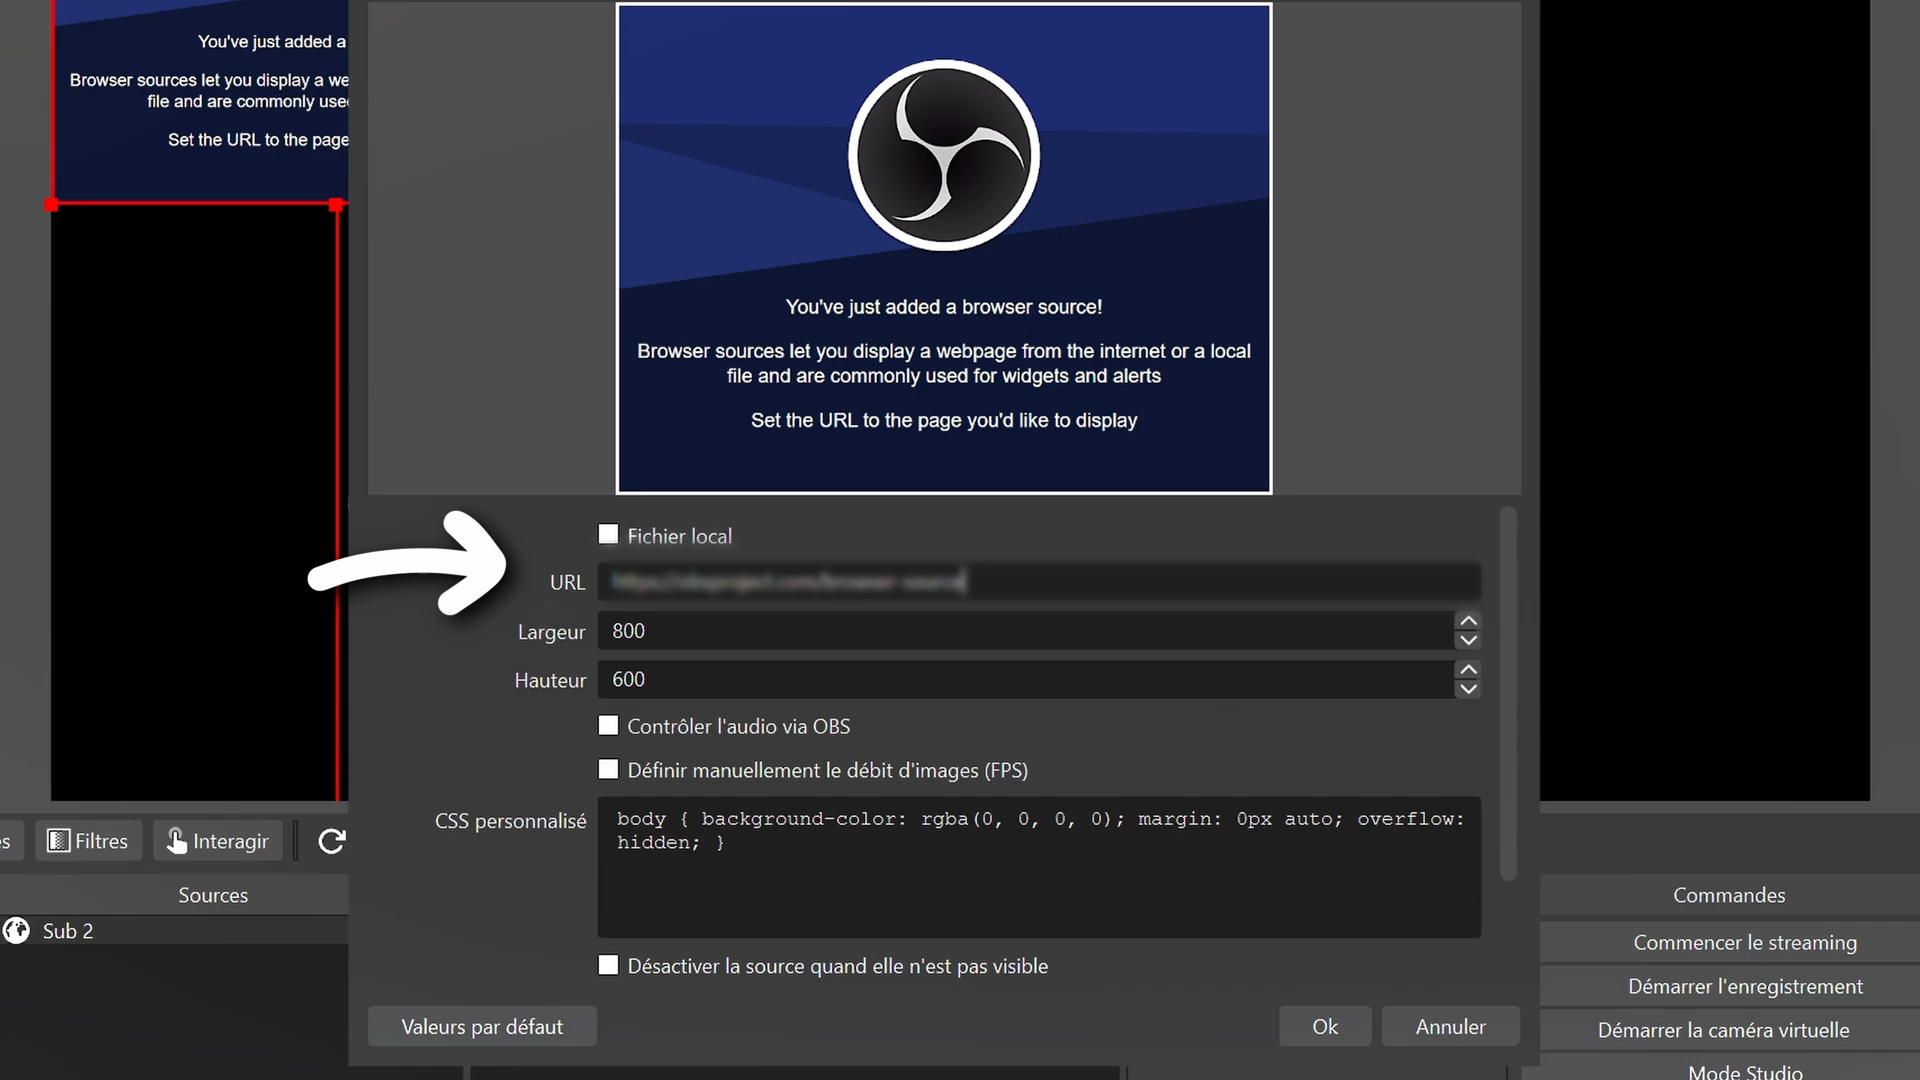 You've just added a
Browser sources let you display a we
file and are commonly use
Set the URL to the page
You've just added a browser source!
Browser sources let you display a webpage from the internet or a local
file and are commonly used for widgets and alerts
Set the URL to the page you'd like to display
Fichier local
URL
Largeur 800
Hauteur 600
Contrôler l'audio via OBS
Définir manuellement le débit d'images (FPS)
CSS personnalisé body { background-color: rgba(0, 0, 0, 0); margin: 0px auto; overflow:
hidden; }
Désactiver la source quand elle n'est pas visible
Valeurs par défaut Ok Annuler
s Filtres Interagir
Sources
Sub 2
Commandes
Commencer le streaming
Démarrer l'enregistrement
Démarrer la caméra virtuelle
Mode Studio